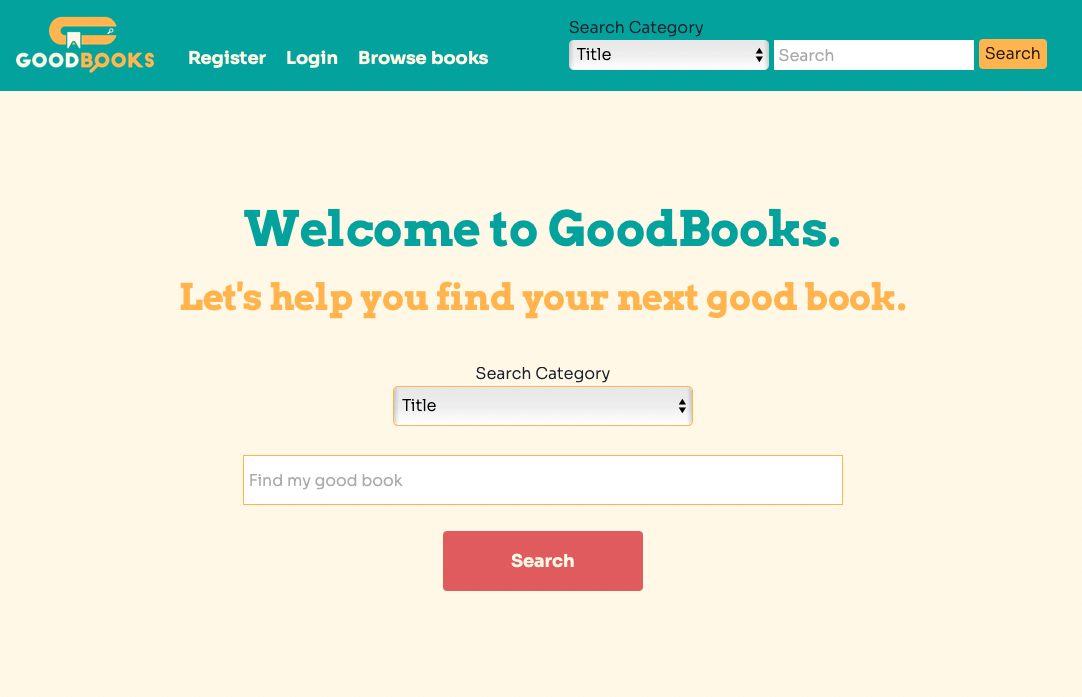 GOODBOOKS
Register Login Browse books
Search Category
Title Search Search
Welcome to GoodBooks.
Let's help you find your next good book.
Search Category
Title
Find my good book
Search